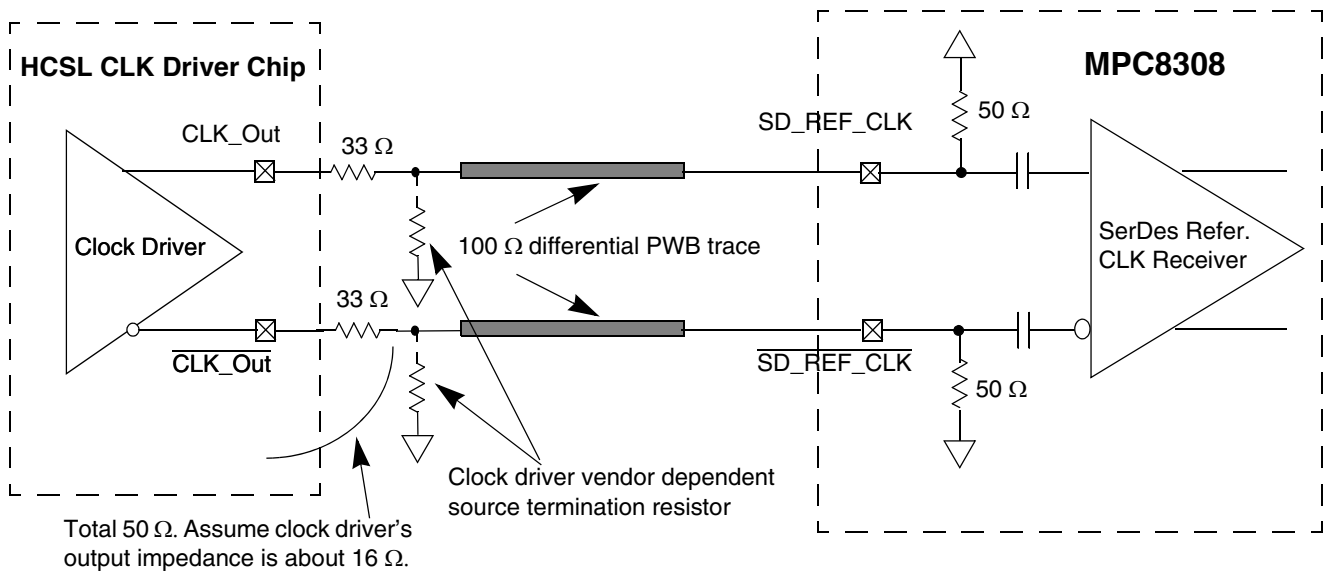 HCSL CLK Driver Chip
MPC8308
CLK_Out
33 Ω
SD_REF_CLK
50 Ω
Clock Driver
100 Ω differential PWB trace
SerDes Refer.
CLK Receiver
33 Ω
CLK_Out
SD_REF_CLK
50 Ω
Clock driver vendor dependent
source termination resistor
Total 50 Ω. Assume clock driver's
output impedance is about 16 Ω.